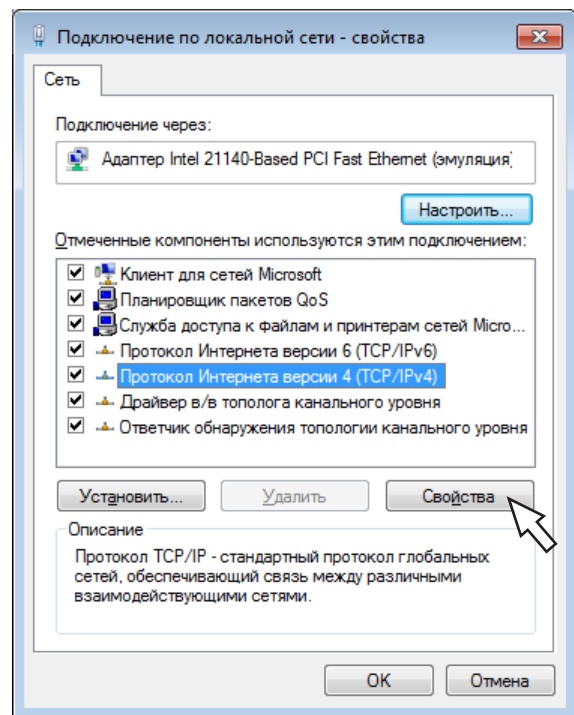 Подключение по локальной сети - свойства
Сеть
Подключение через:
Адаптер Intel 21140-Based PCI Fast Ethernet (эмуляция)
Настроить...
Отмеченные компоненты используются этим подключением:
Клиент для сетей Microsoft
Планировщик пакетов QoS
Служба доступа к файлам и принтерам сетей Micro...
Протокол Интернета версии 6 (TCP/IPv6)
Протокол Интернета версии 4 (TCP/IPv4)
Драйвер в/в тополога канального уровня
Ответчик обнаружения топологии канального уровня
Установить...
Удалить
Свойства
Описание
Протокол TCP/IP - стандартный протокол глобальных
сетей, обеспечивающий связь между различными
взаимодействующими сетями.
OK
Отмена